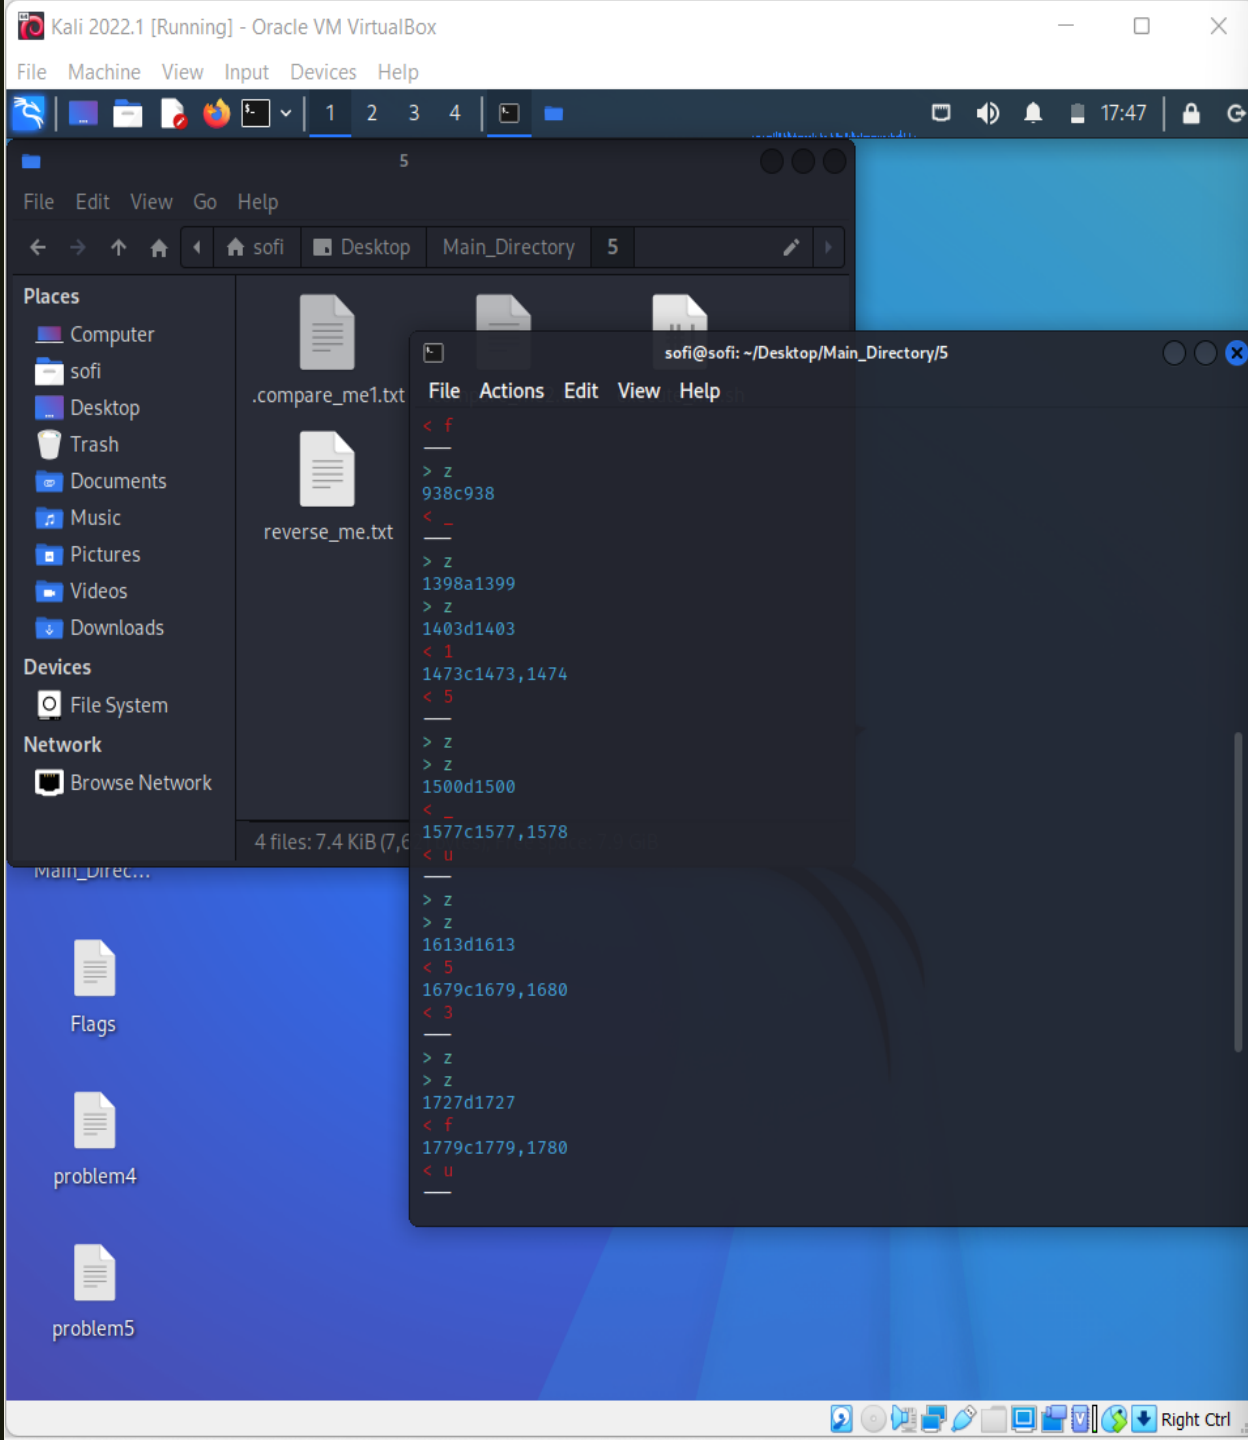 Kali 2022.1 [Running] - Oracle VM VirtualBox
File Machine View Input Devices Help
1 2 3 4 17:47
5
File Edit View Go Help
sofi Desktop Main_Directory 5
Places
Computer
sofi
Desktop
Trash
Documents
Music
Pictures
Videos
Downloads
Devices
File System
Network
Browse Network
.compare_me1.txt
reverse_me.txt
4 files: 7.4 KiB (7,6
sofi@sofi: ~/Desktop/Main_Directory/5
File Actions Edit View Help
< f
---
> z
938c938
< _
---
> z
1398a1399
> z
1403d1403
< 1
1473c1473,1474
< 5
---
> z
> z
1500d1500
< _
1577c1577,1578
< u
---
> z
> z
1613d1613
< 5
1679c1679,1680
< 3
---
> z
> z
1727d1727
< f
1779c1779,1780
< u
---
Main_Direc...
Flags
problem4
problem5
Right Ctrl